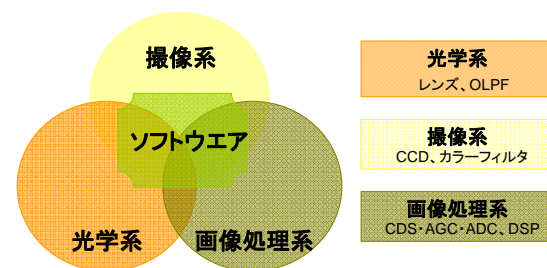 撮像系
ソフトウエア
光学系
画像処理系
光学系
レンズ、OLPF
撮像系
CCD、カラーフィルタ
画像処理系
CDS・AGC・ADC、DSP